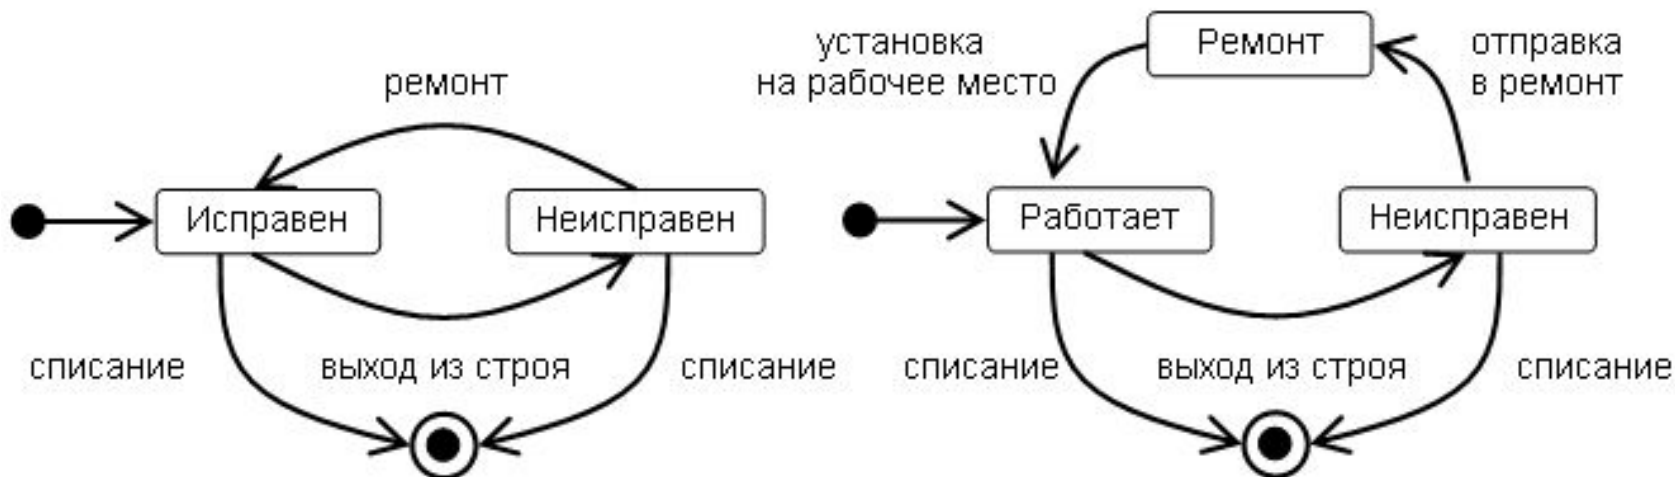 ремонт
Исправен
Неисправен
списание
выход из строя
списание
установка
на рабочее место
Ремонт
отправка
в ремонт
Работает
Неисправен
списание
выход из строя
списание